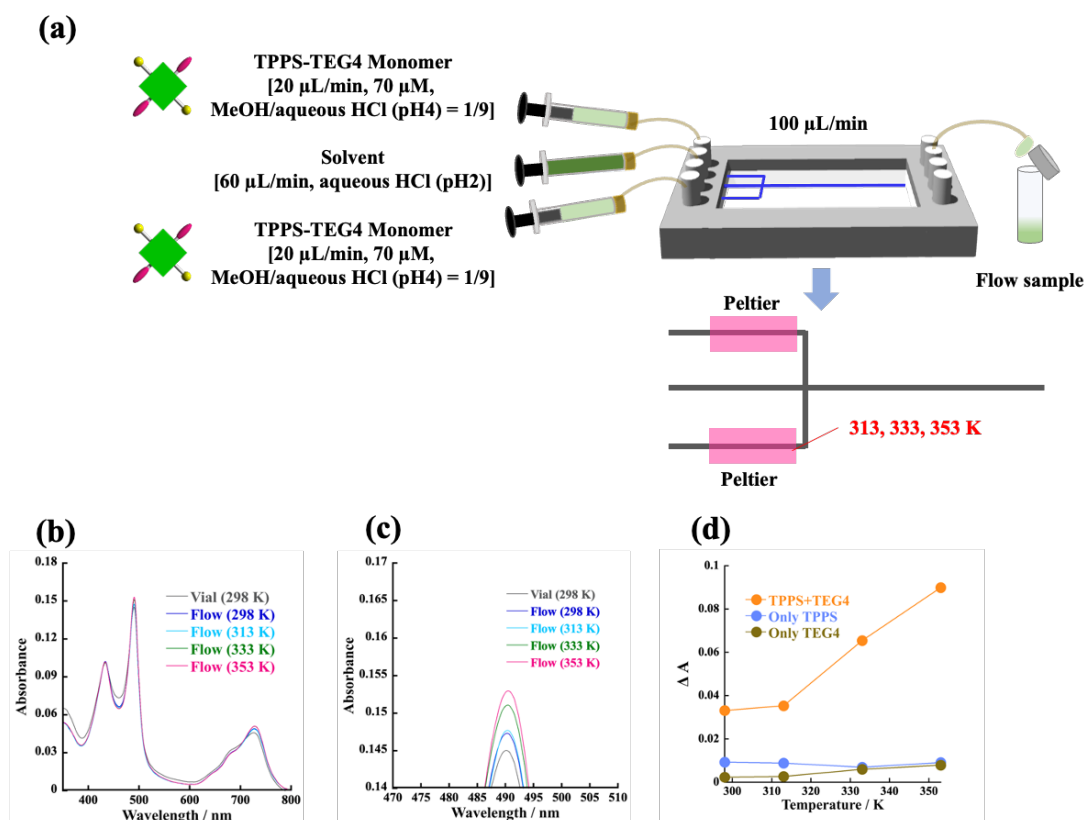 (a)
TPPS-TEG4 Monomer
[20 µL/min, 70 µM,
MeOH/aqueous HCl (pH4) = 1/9]
Solvent
[60 µL/min, aqueous HCl (pH2)]
TPPS-TEG4 Monomer
[20 µL/min, 70 µM,
MeOH/aqueous HCl (pH4) = 1/9]
100 µL/min
Flow sample
Peltier
313, 333, 353 K
Peltier
(b)
0.18
0.15
0.12
0.09
0.06
0.03
0
Absorbance
Vial (298 K)
Flow (298 K)
Flow (313 K)
Flow (333 K)
Flow (353 K)
400 500 600 700 800
Wavelength / nm
(c)
0.17
0.165
0.16
0.155
0.15
0.145
0.14
Absorbance
Vial (298 K)
Flow (298 K)
Flow (313 K)
Flow (333 K)
Flow (353 K)
470 475 480 485 490 495 500 505 510
Wavelength / nm
(d)
0.1
0.08
0.06
0.04
0.02
0
Δ A
TPPS+TEG4
Only TPPS
Only TEG4
300 310 320 330 340 350
Temperature / K